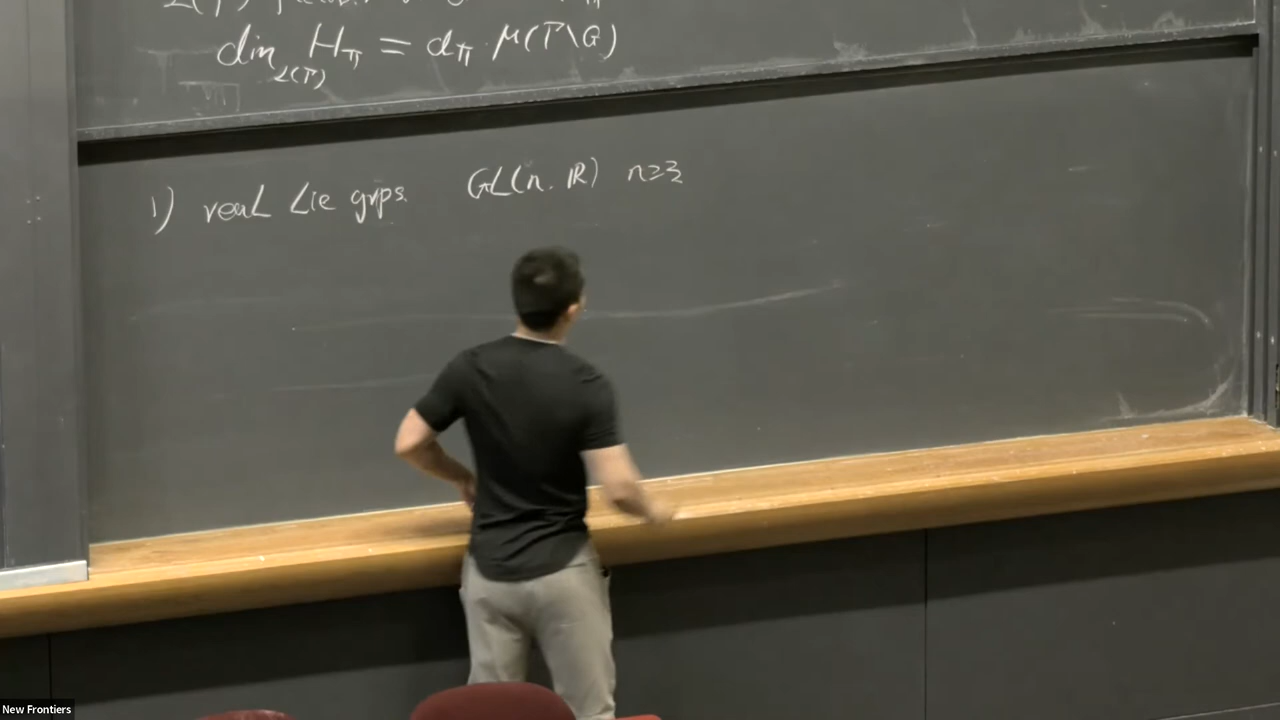 dim_{L(Γ)} H_π = d_π · μ(Γ\G)
1) real Lie grps. GL(n, ℝ) n≥3
New Frontiers